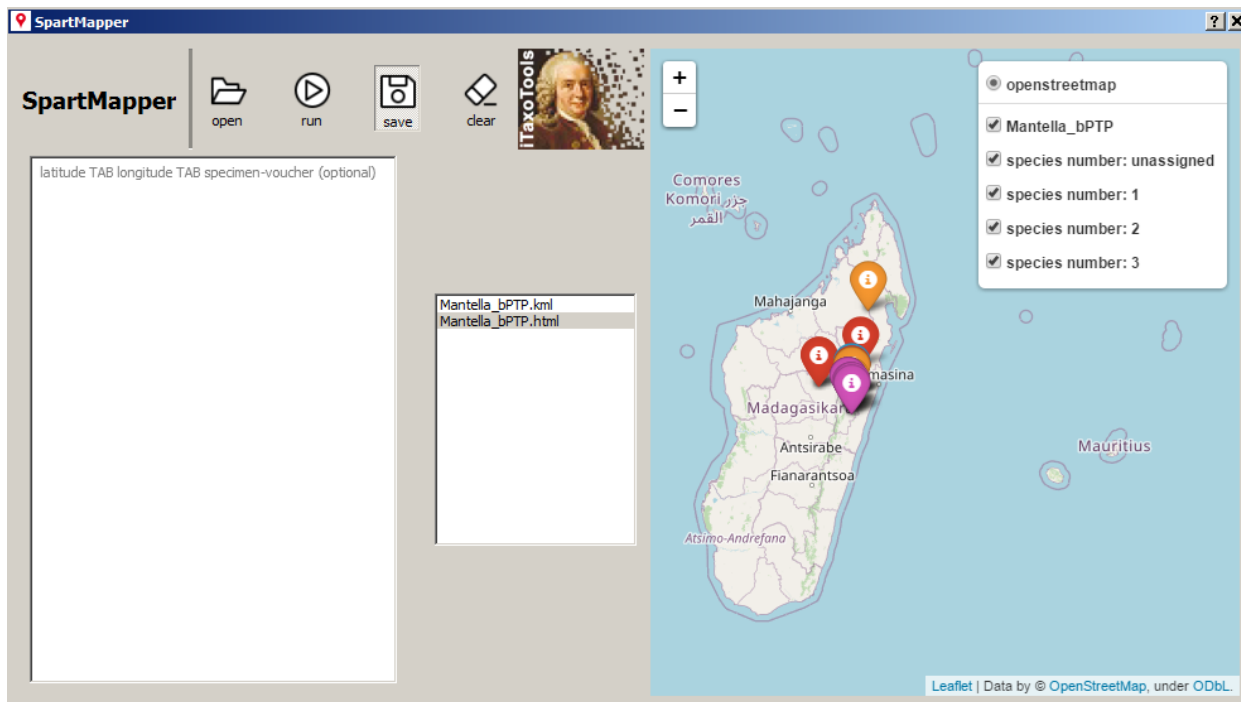 SpartMapper
SpartMapper
open
run
save
clear
iTaxoTools
latitude TAB longitude TAB specimen-voucher (optional)
Mantella_bPTP.kml
Mantella_bPTP.html
+
−
openstreetmap
Mantella_bPTP
species number: unassigned
species number: 1
species number: 2
species number: 3
Comores
Komori جزر
القمر
Mahajanga
masina
Madagasikar
Antsirabe
Fianarantsoa
Atsimo-Andrefana
Mauritius
Leaflet | Data by © OpenStreetMap, under ODbL.